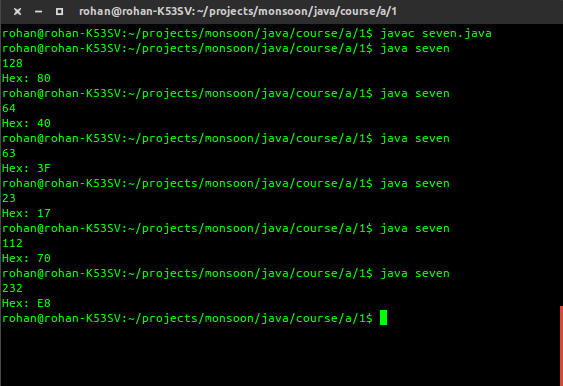 rohan@rohan-K53SV: ~/projects/monsoon/java/course/a/1
rohan@rohan-K53SV:~/projects/monsoon/java/course/a/1$ javac seven.java
rohan@rohan-K53SV:~/projects/monsoon/java/course/a/1$ java seven
128
Hex: 80
rohan@rohan-K53SV:~/projects/monsoon/java/course/a/1$ java seven
64
Hex: 40
rohan@rohan-K53SV:~/projects/monsoon/java/course/a/1$ java seven
63
Hex: 3F
rohan@rohan-K53SV:~/projects/monsoon/java/course/a/1$ java seven
23
Hex: 17
rohan@rohan-K53SV:~/projects/monsoon/java/course/a/1$ java seven
112
Hex: 70
rohan@rohan-K53SV:~/projects/monsoon/java/course/a/1$ java seven
232
Hex: E8
rohan@rohan-K53SV:~/projects/monsoon/java/course/a/1$